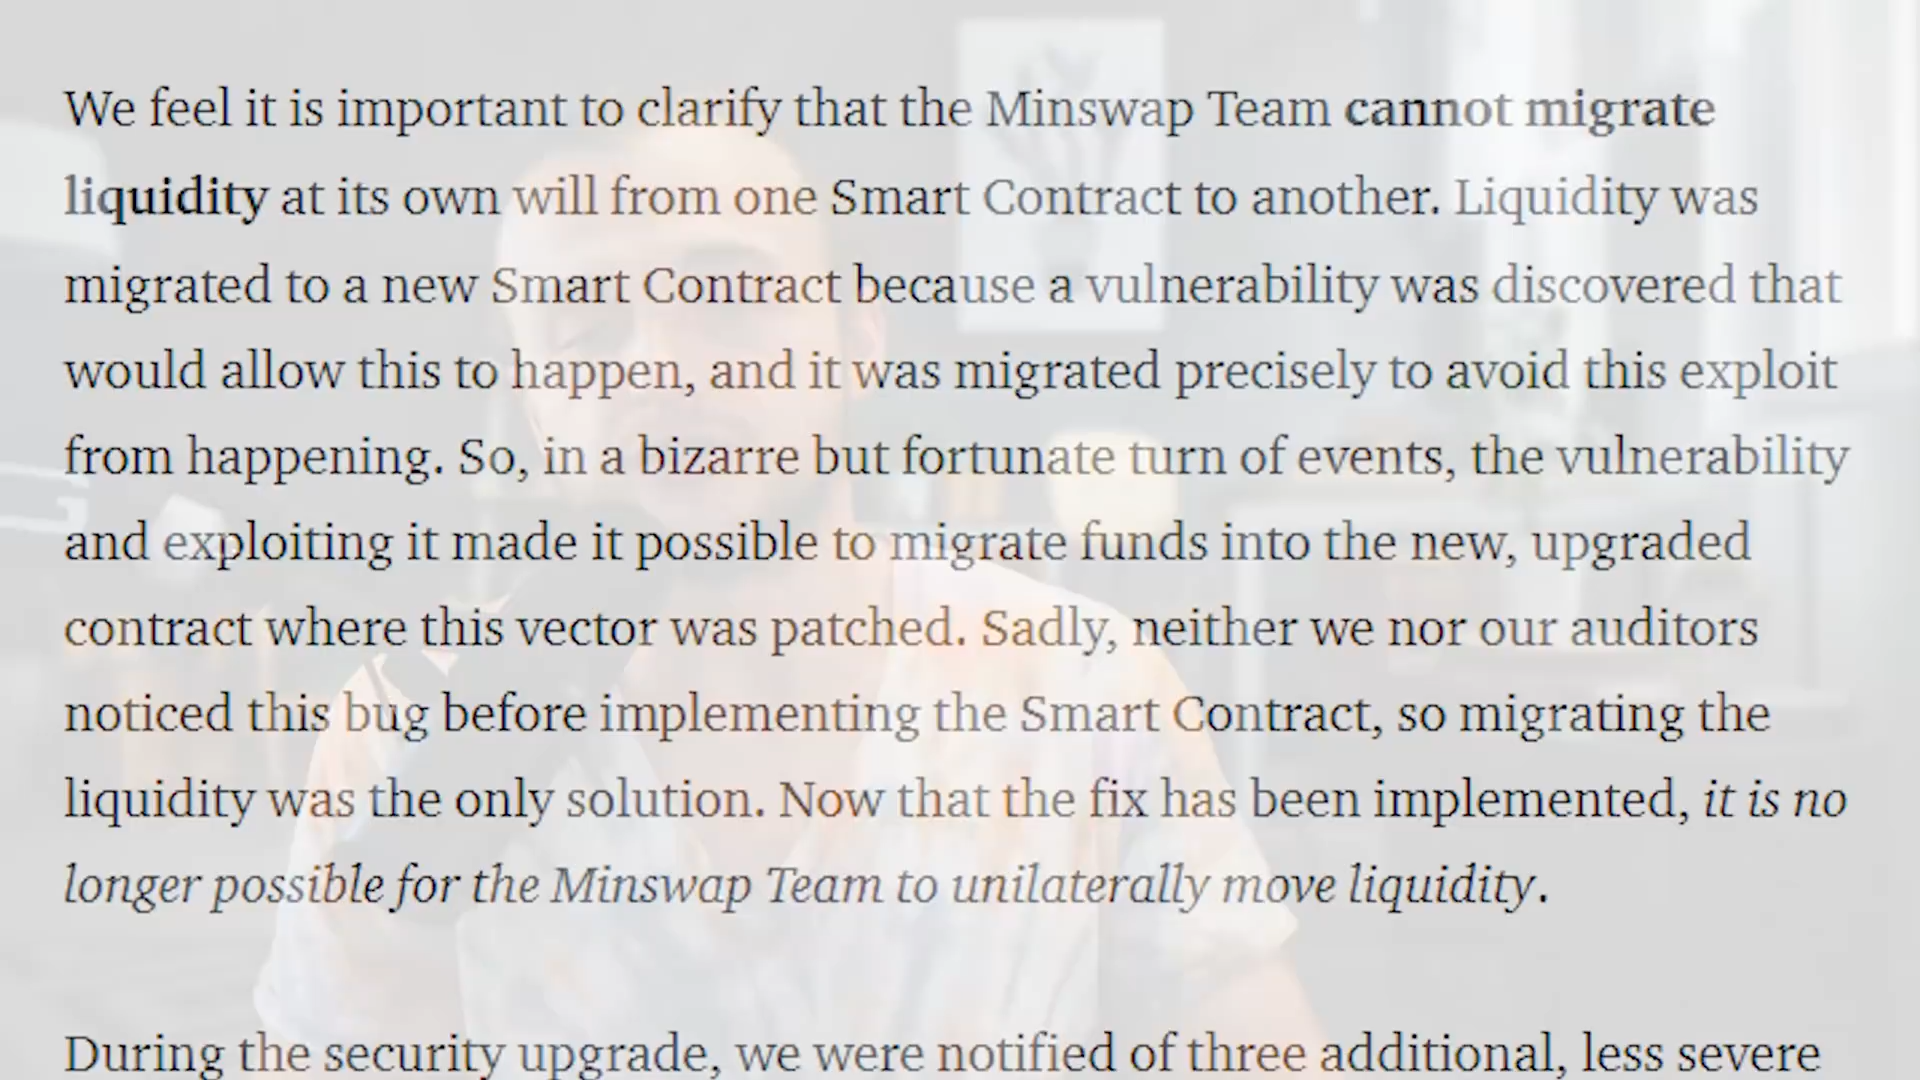 We feel it is important to clarify that the Minswap Team cannot migrate
liquidity at its own will from one Smart Contract to another. Liquidity was
migrated to a new Smart Contract because a vulnerability was discovered that
would allow this to happen, and it was migrated precisely to avoid this exploit
from happening. So, in a bizarre but fortunate turn of events, the vulnerability
and exploiting it made it possible to migrate funds into the new, upgraded
contract where this vector was patched. Sadly, neither we nor our auditors
noticed this bug before implementing the Smart Contract, so migrating the
liquidity was the only solution. Now that the fix has been implemented, it is no
longer possible for the Minswap Team to unilaterally move liquidity.
During the security upgrade, we were notified of three additional, less severe